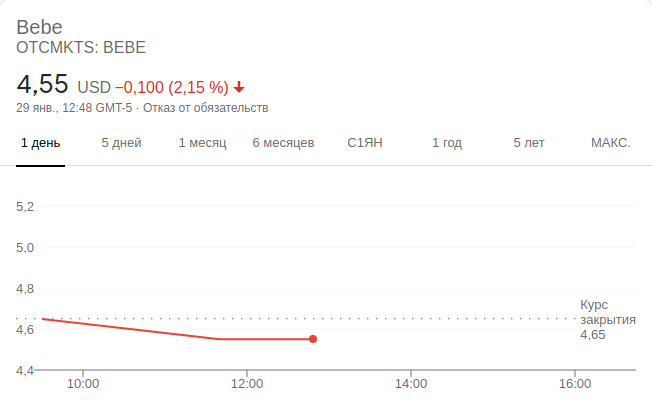 Bebe
OTCMKTS: BEBE
4,55 USD −0,100 (2,15 %)
29 янв., 12:48 GMT-5 · Отказ от обязательств
1 день 5 дней 1 месяц 6 месяцев С1ЯН 1 год 5 лет МАКС.
5,2
5,0
4,8
4,6
4,4
Курс
закрытия
4,65
10:00 12:00 14:00 16:00